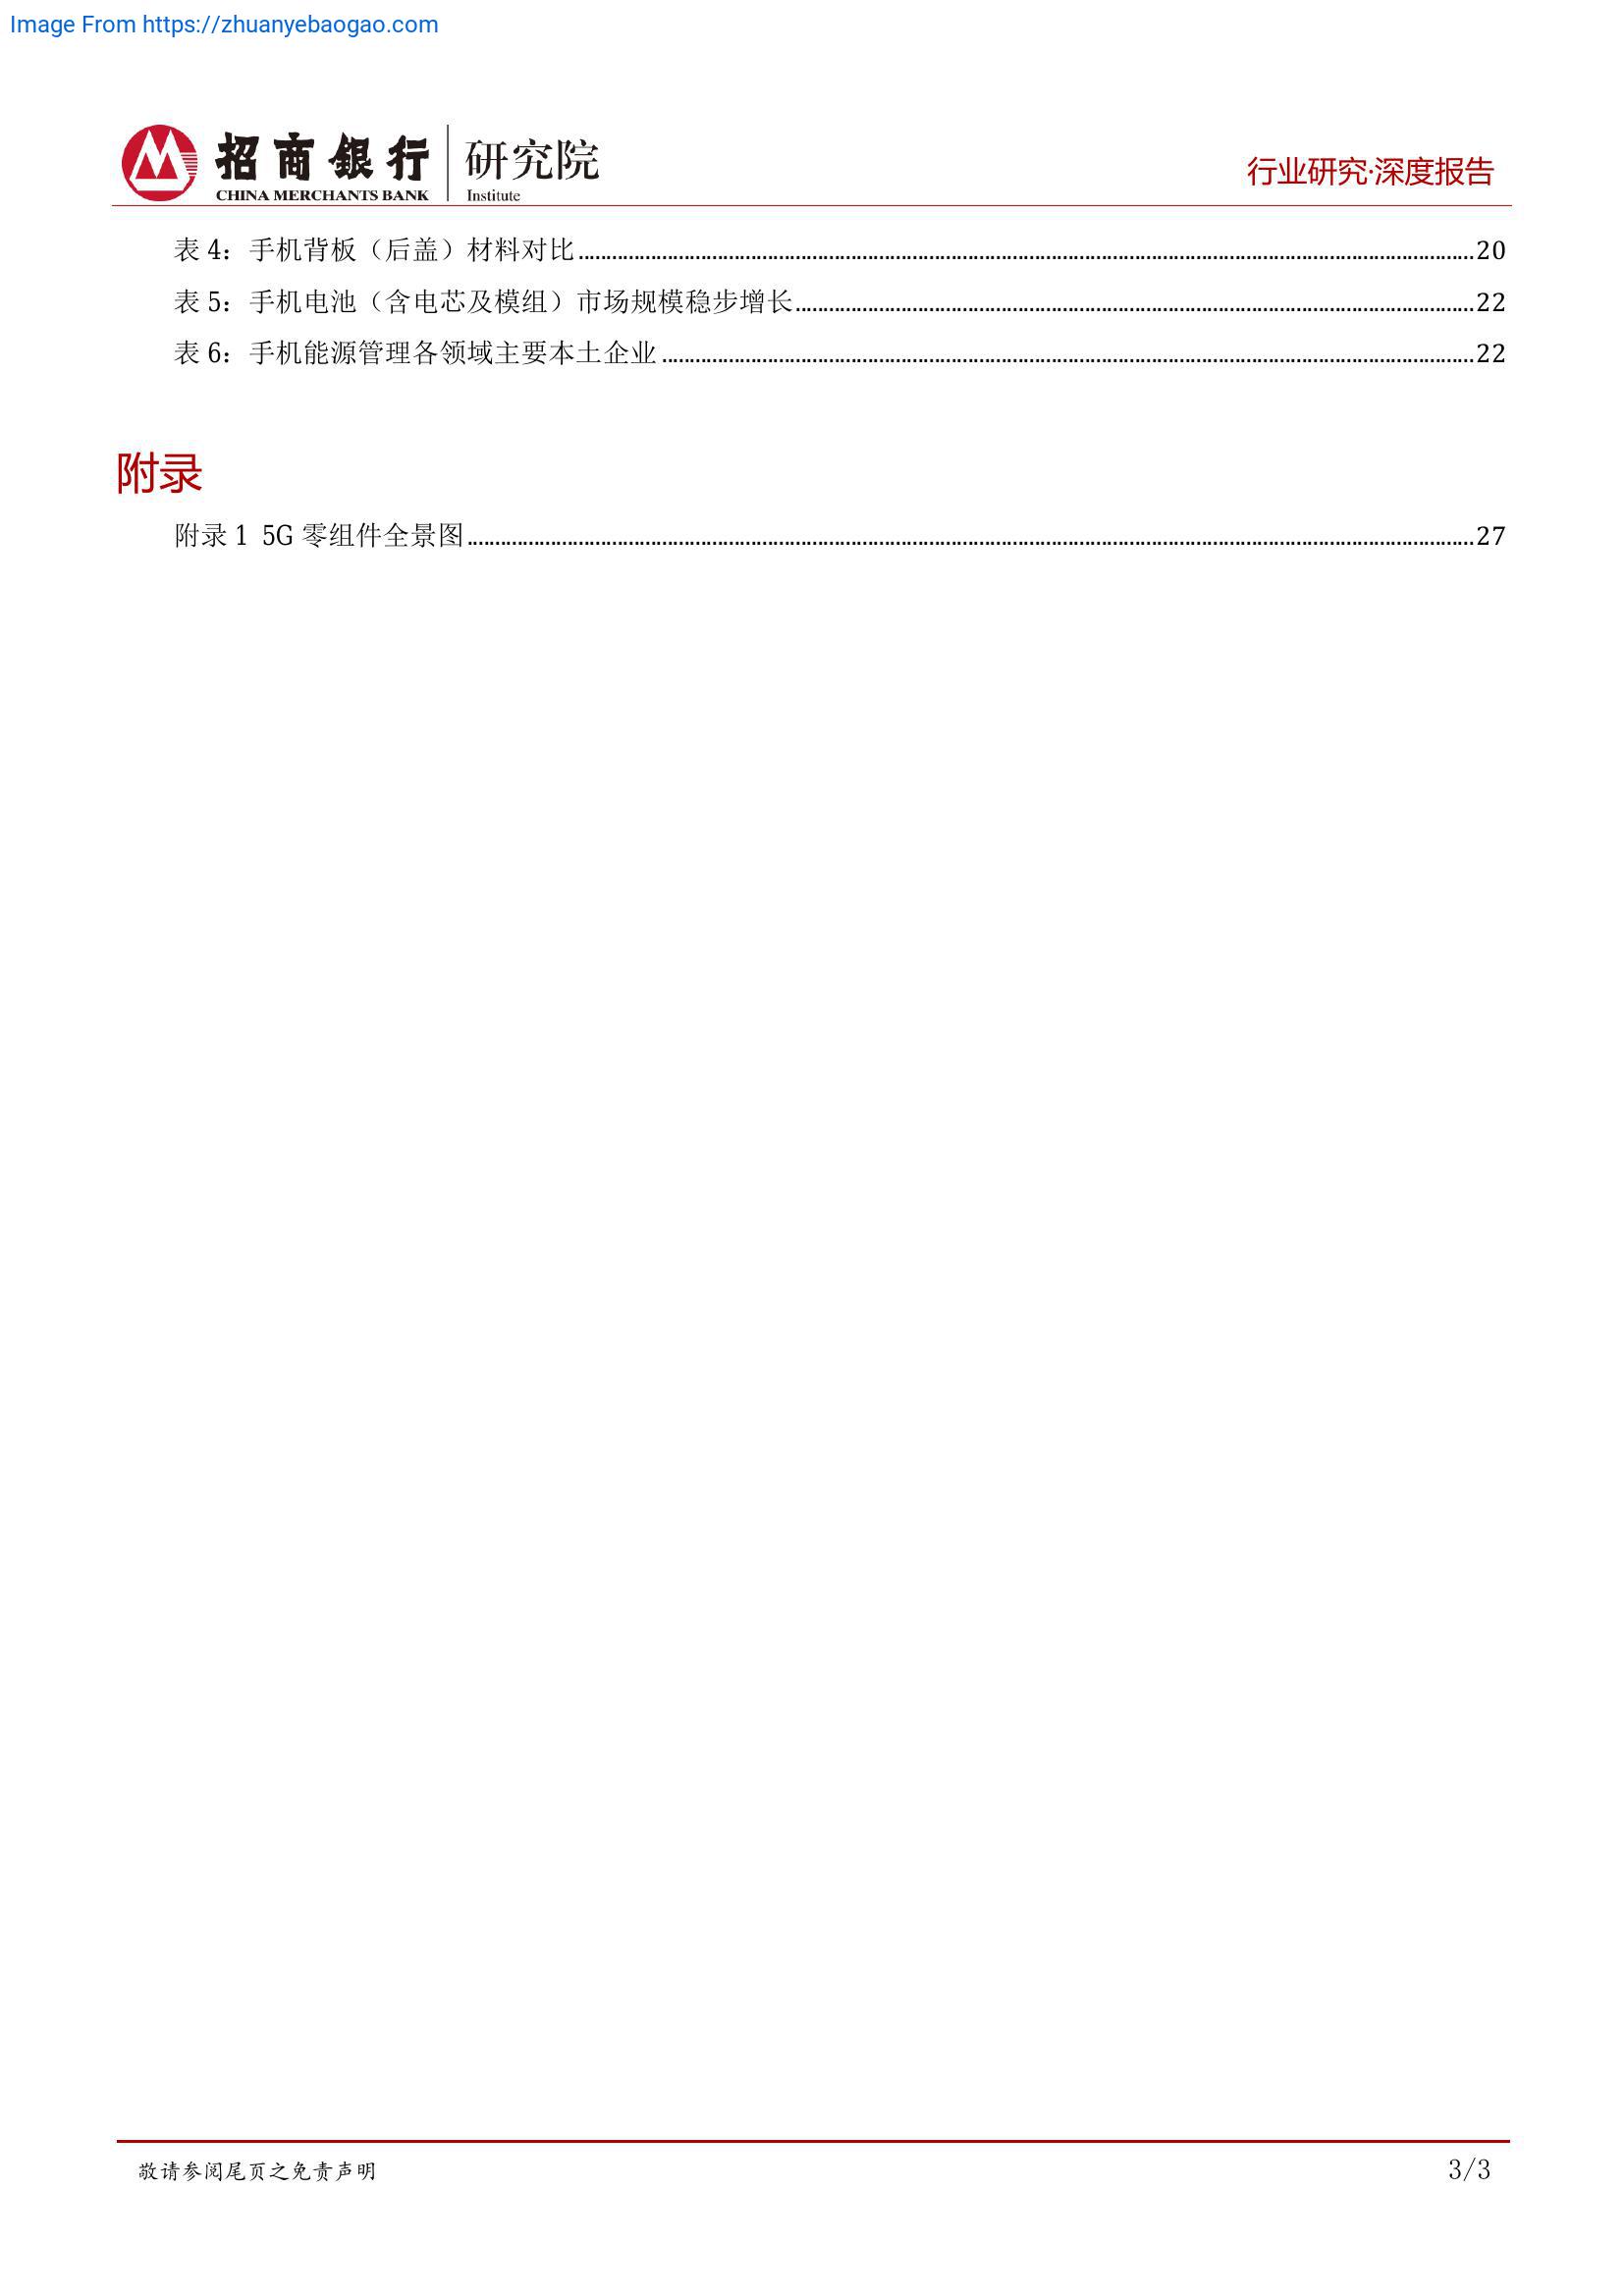 Image From https://zhuanyebaogao.com
招商銀行 研究院
CHINA MERCHANTS BANK Institute
行业研究·深度报告
表 4：手机背板（后盖）材料对比........................20
表 5：手机电池（含电芯及模组）市场规模稳步增长........................22
表 6：手机能源管理各领域主要本土企业........................22
附录
附录 1 5G 零组件全景图........................27
敬请参阅尾页之免责声明
3/3